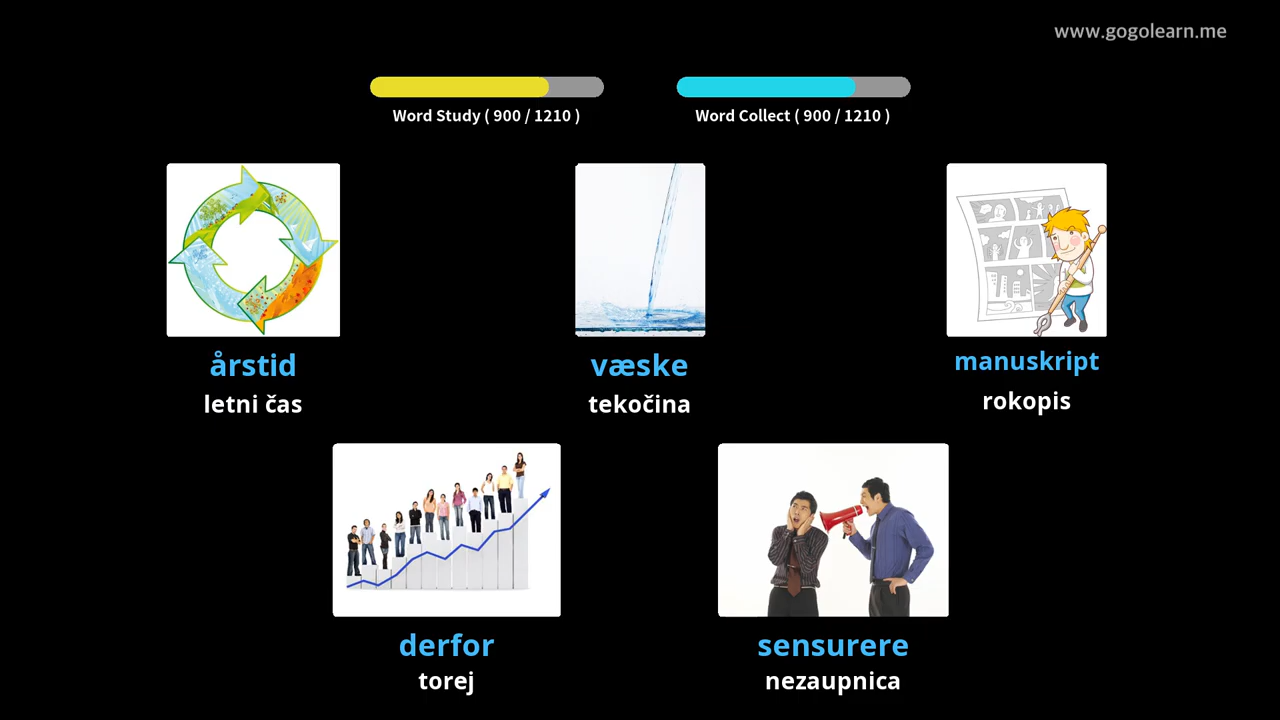 www.gogolearn.me
Word Study ( 900 / 1210 )
Word Collect ( 900 / 1210 )
årstid
letni čas
væske
tekočina
manuskript
rokopis
derfor
torej
sensurere
nezaupnica